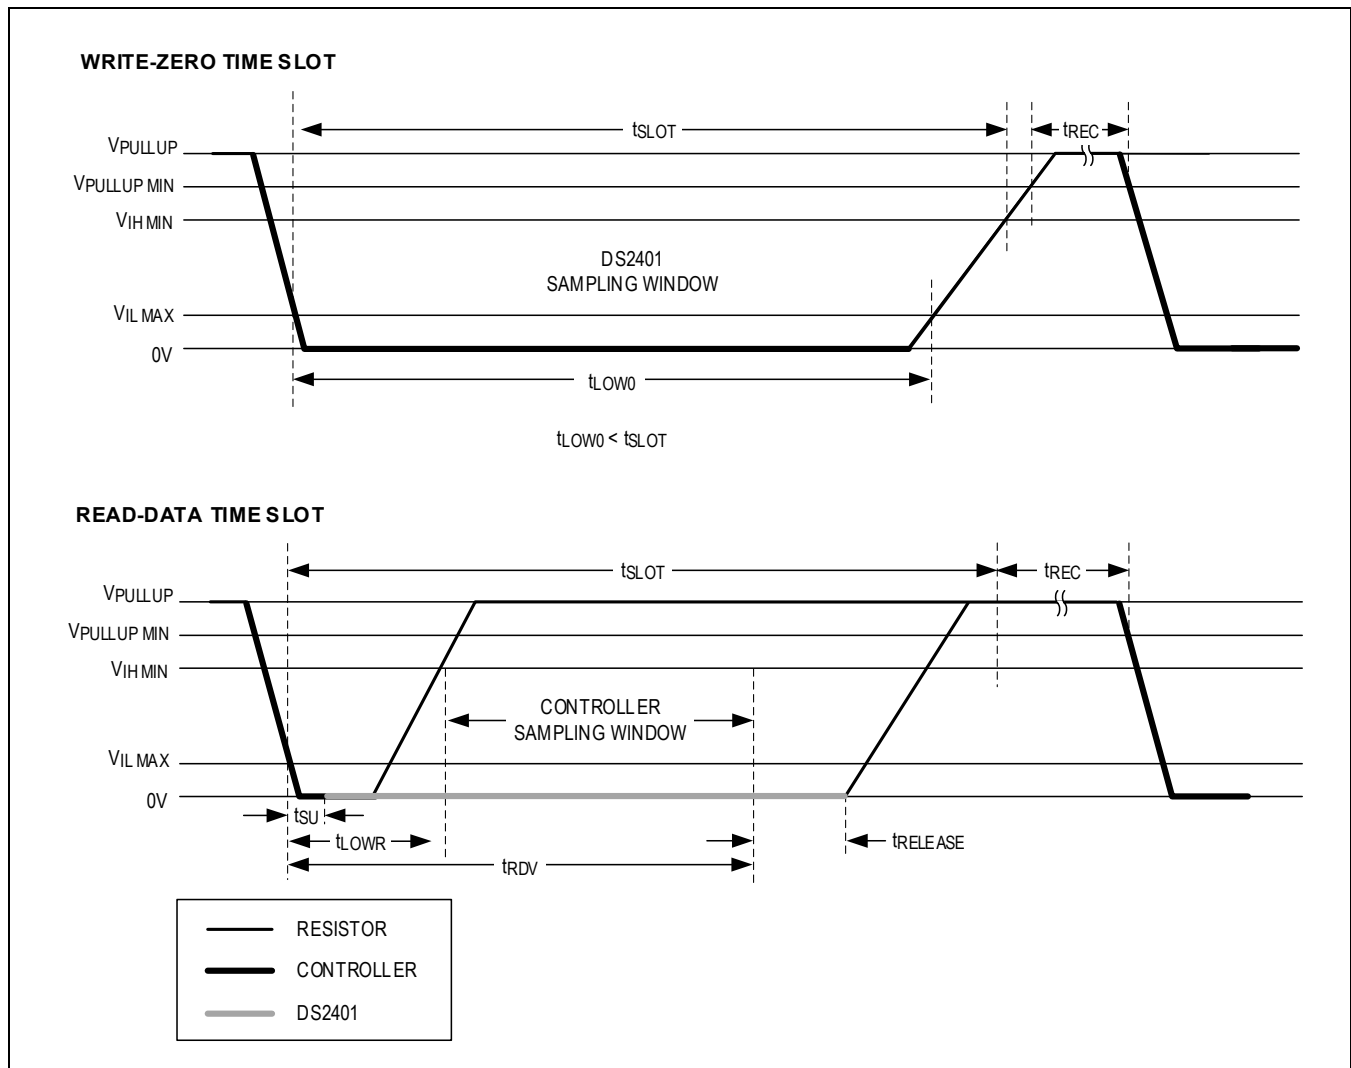 WRITE-ZERO TIME SLOT
tSLOT
tREC
VPULLUP
VPULLUP MIN
VIH MIN
DS2401
SAMPLING WINDOW
VIL MAX
0V
tLOW0
tLOW0 < tSLOT
READ-DATA TIME SLOT
tSLOT
tREC
VPULLUP
VPULLUP MIN
VIH MIN
CONTROLLER
SAMPLING WINDOW
VIL MAX
0V
tSU
tLOWR
tRELEASE
tRDV
RESISTOR
CONTROLLER
DS2401